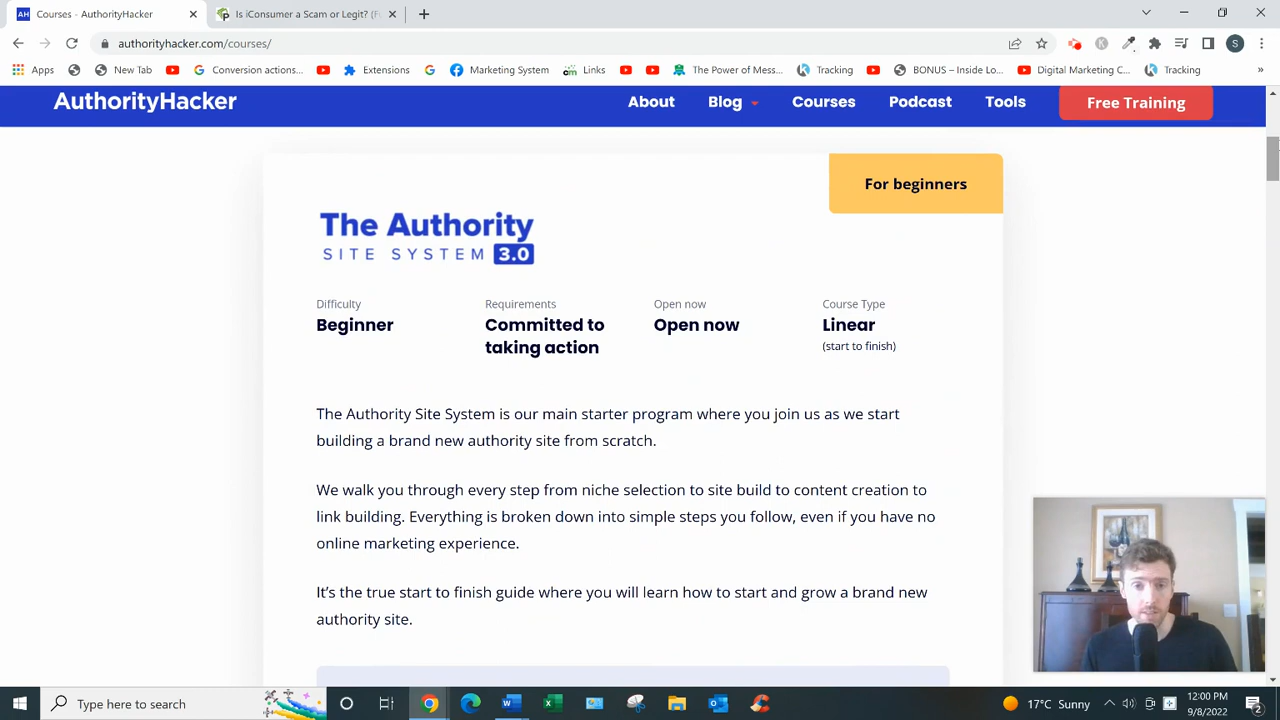 Courses - AuthorityHacker
Is iConsumer a Scam or Legit? (F
authorityhacker.com/courses/
S
Apps
New Tab
Conversion actions...
Extensions
Marketing System
Links
The Power of Mess...
Tracking
BONUS – Inside Lo...
Digital Marketing C...
Tracking
»
AuthorityHacker
About
Blog
Courses
Podcast
Tools
Free Training
For beginners
The Authority
SITE SYSTEM 3.0
Difficulty
Beginner
Requirements
Committed to
taking action
Open now
Open now
Course Type
Linear
(start to finish)
The Authority Site System is our main starter program where you join us as we start
building a brand new authority site from scratch.
We walk you through every step from niche selection to site build to content creation to
link building. Everything is broken down into simple steps you follow, even if you have no
online marketing experience.
It's the true start to finish guide where you will learn how to start and grow a brand new
authority site.
Type here to search
17°C Sunny
12:00 PM
9/8/2022
2